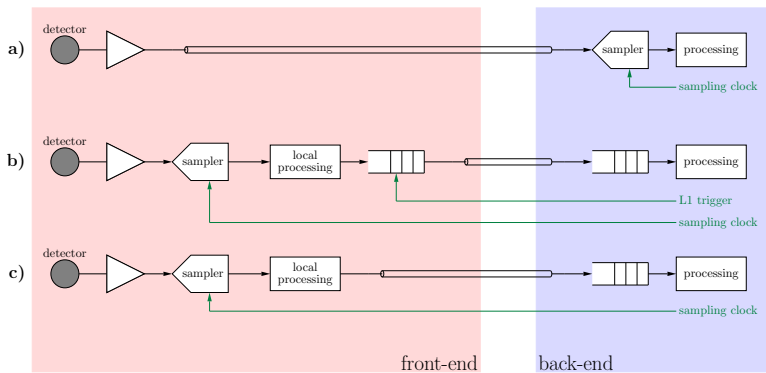 detector
a)
sampler
processing
sampling clock
detector
b)
sampler
local
processing
processing
L1 trigger
sampling clock
detector
c)
sampler
local
processing
processing
sampling clock
front-end
back-end